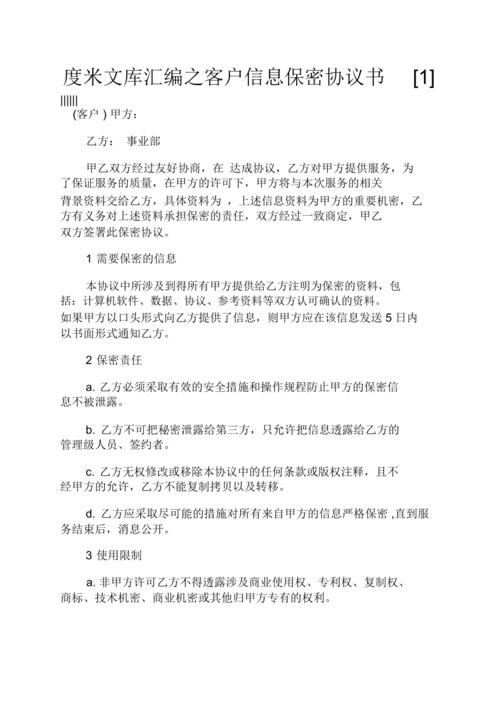 度米文库汇编之客户信息保密协议书 [1]
||||||
(客户 ) 甲方：
乙方： 事业部
甲乙双方经过友好协商，在 达成协议，乙方对甲方提供服务，为
了保证服务的质量，在甲方的许可下，甲方将与本次服务的相关
背景资料交给乙方，具体资料为 ，上述信息资料为甲方的重要机密，乙
方有义务对上述资料承担保密的责任，双方经过一致商定，甲乙
双方签署此保密协议。
1 需要保密的信息
本协议中所涉及到得所有甲方提供给乙方注明为保密的资料，包
括：计算机软件、数据、协议、参考资料等双方认可确认的资料。
如果甲方以口头形式向乙方提供了信息，则甲方应在该信息发送 5 日内
以书面形式通知乙方。
2 保密责任
a. 乙方必须采取有效的安全措施和操作规程防止甲方的保密信
息不被泄露。
b. 乙方不可把秘密泄露给第三方，只允许把信息透露给乙方的
管理级人员、签约者。
c. 乙方无权修改或移除本协议中的任何条款或版权注释，且不
经甲方的允许，乙方不能复制拷贝以及转移。
d. 乙方应采取尽可能的措施对所有来自甲方的信息严格保密 ,直到服
务结束后，消息公开。
3 使用限制
a. 非甲方许可乙方不得透露涉及商业使用权、专利权、复制权、
商标、技术机密、商业机密或其他归甲方专有的权利。